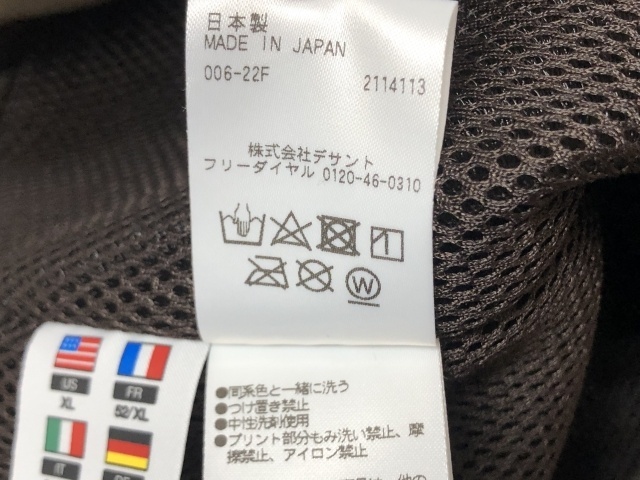 日本製
MADE IN JAPAN
006-22F 2114113
株式会社デサント
フリーダイヤル 0120-46-0310
W
●同系色と一緒に洗う
●つけ置き禁止
●中性洗剤使用
●プリント部分もみ洗い禁止、摩
擦禁止、アイロン禁止
US FR
XL 52/XL
IT